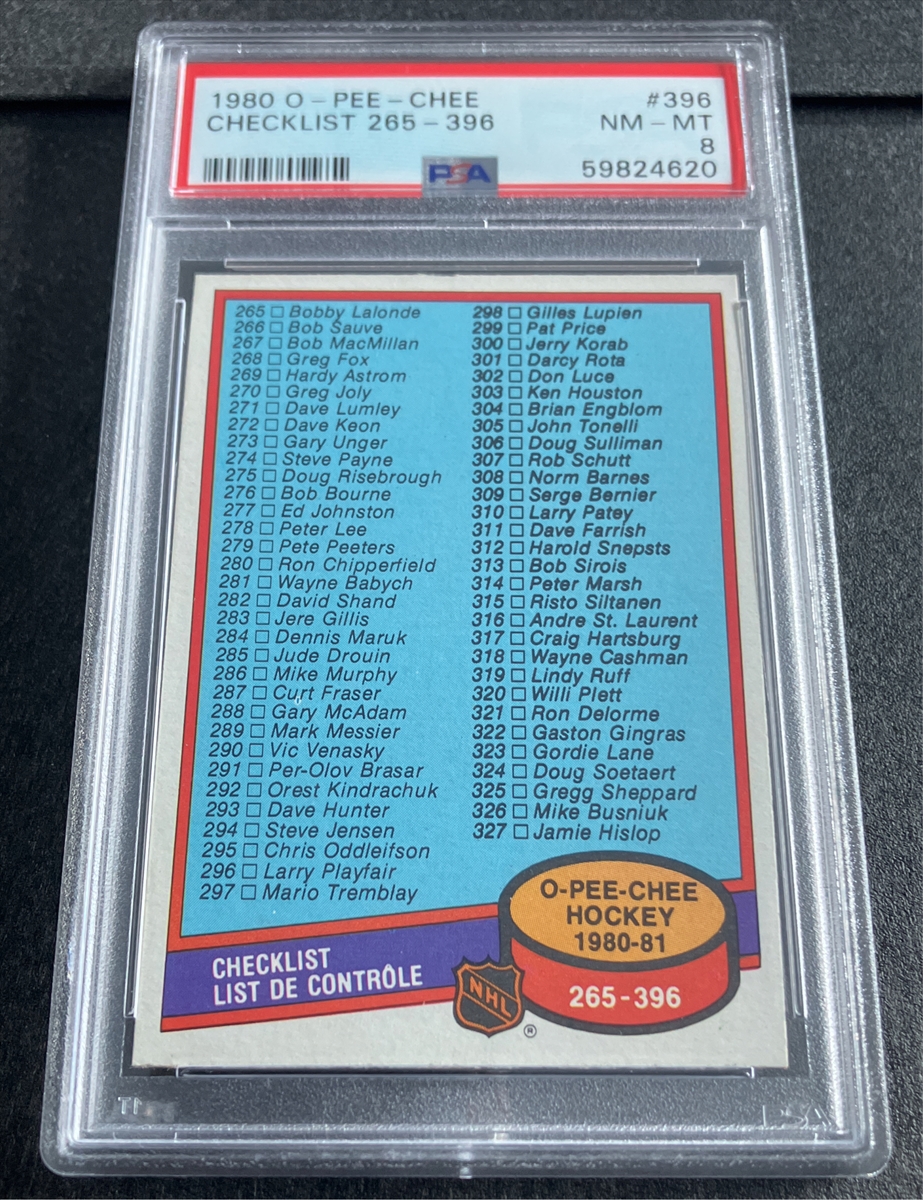 1980 O-PEE-CHEE #396
CHECKLIST 265-396 NM-MT
8
PSA 59824620
265 □ Bobby Lalonde
266 □ Bob Sauve
267 □ Bob MacMillan
268 □ Greg Fox
269 □ Hardy Astrom
270 □ Greg Joly
271 □ Dave Lumley
272 □ Dave Keon
273 □ Gary Unger
274 □ Steve Payne
275 □ Doug Risebrough
276 □ Bob Bourne
277 □ Ed Johnston
278 □ Peter Lee
279 □ Pete Peeters
280 □ Ron Chipperfield
281 □ Wayne Babych
282 □ David Shand
283 □ Jere Gillis
284 □ Dennis Maruk
285 □ Jude Drouin
286 □ Mike Murphy
287 □ Curt Fraser
288 □ Gary McAdam
289 □ Mark Messier
290 □ Vic Venasky
291 □ Per-Olov Brasar
292 □ Orest Kindrachuk
293 □ Dave Hunter
294 □ Steve Jensen
295 □ Chris Oddleifson
296 □ Larry Playfair
297 □ Mario Tremblay
298 □ Gilles Lupien
299 □ Pat Price
300 □ Jerry Korab
301 □ Darcy Rota
302 □ Don Luce
303 □ Ken Houston
304 □ Brian Engblom
305 □ John Tonelli
306 □ Doug Sulliman
307 □ Rob Schutt
308 □ Norm Barnes
309 □ Serge Bernier
310 □ Larry Patey
311 □ Dave Farrish
312 □ Harold Snepsts
313 □ Bob Sirois
314 □ Peter Marsh
315 □ Risto Siltanen
316 □ Andre St. Laurent
317 □ Craig Hartsburg
318 □ Wayne Cashman
319 □ Lindy Ruff
320 □ Willi Plett
321 □ Ron Delorme
322 □ Gaston Gingras
323 □ Gordie Lane
324 □ Doug Soetaert
325 □ Gregg Sheppard
326 □ Mike Busniuk
327 □ Jamie Hislop
O-PEE-CHEE
HOCKEY
1980-81
265-396
CHECKLIST
LIST DE CONTRÔLE
NHL ®